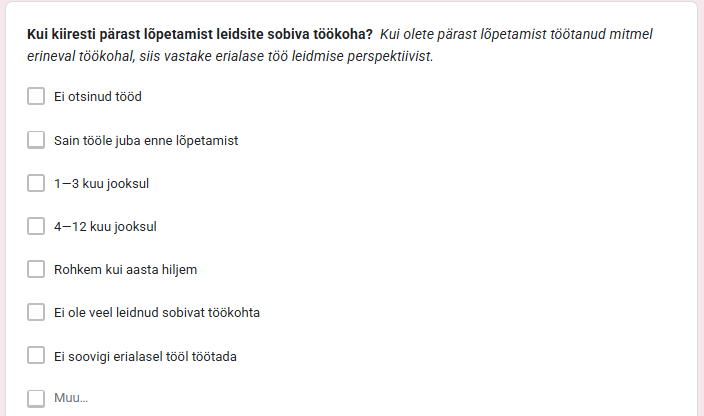 Kui kiiresti pärast lõpetamist leidsite sobiva töökoha? Kui olete pärast lõpetamist töötanud mitmel
erineval töökohal, siis vastake erialase töö leidmise perspektiivist.
Ei otsinud tööd
Sain tööle juba enne lõpetamist
1—3 kuu jooksul
4—12 kuu jooksul
Rohkem kui aasta hiljem
Ei ole veel leidnud sobivat töökohta
Ei soovigi erialasel tööl töötada
Muu...